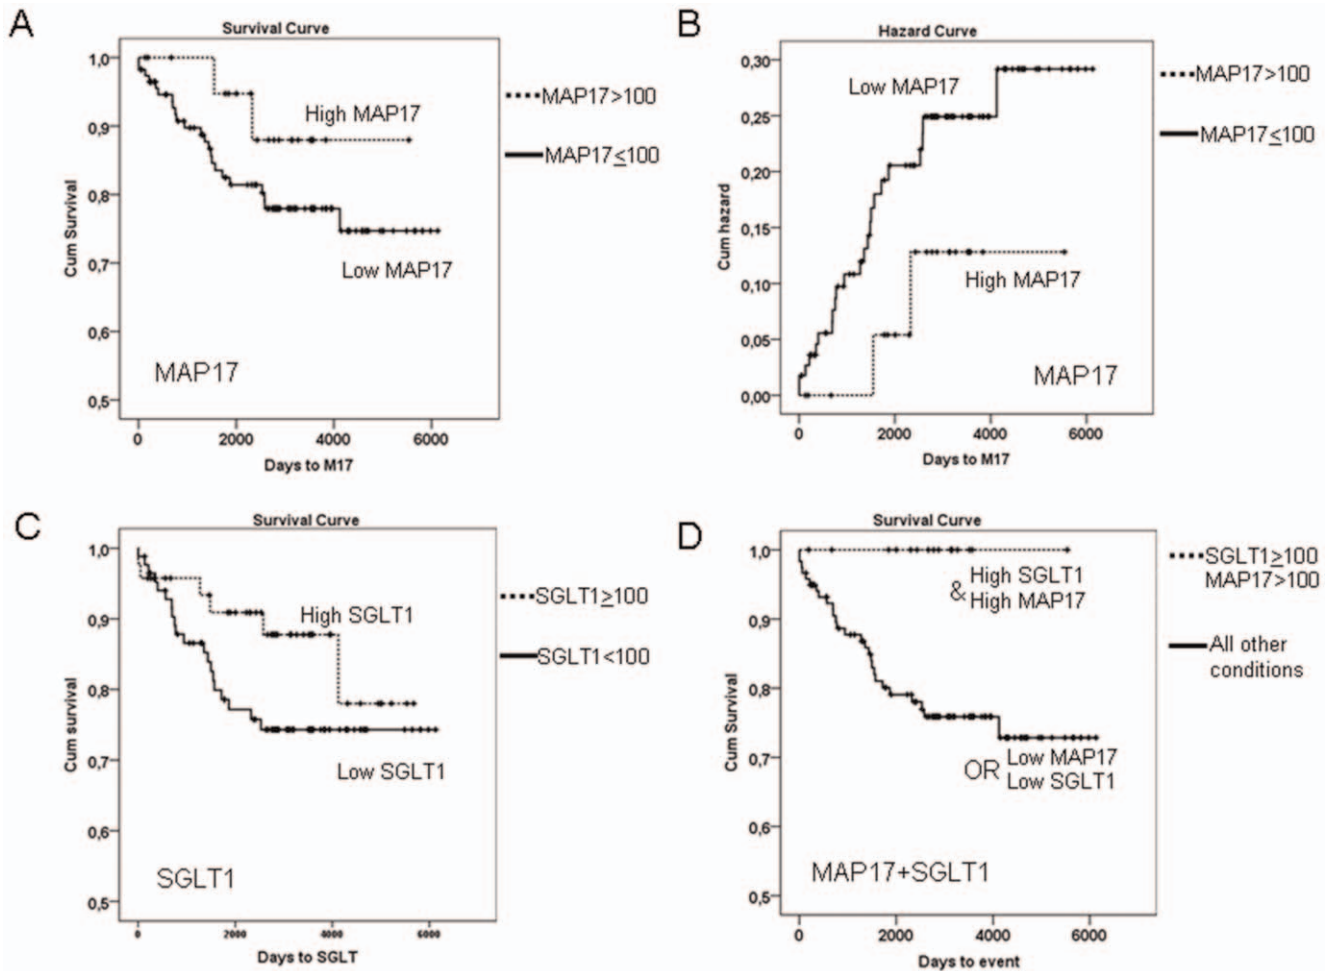 A
Survival Curve
1,0
0,9
0,8
0,7
0,6
0,5
Cum Survival
High MAP17
Low MAP17
MAP17
0 2000 4000 6000
Days to M17
MAP17>100
MAP17≤100
B
Hazard Curve
0,30
0,25
0,20
0,15
0,10
0,05
0,00
Cum hazard
Low MAP17
High MAP17
MAP17
0 2000 4000 6000
Days to M17
MAP17>100
MAP17≤100
C
Survival Curve
1,0
0,9
0,8
0,7
0,6
0,5
Cum survival
High SGLT1
Low SGLT1
SGLT1
0 2000 4000 6000
Days to SGLT
SGLT1≥100
SGLT1<100
D
Survival Curve
1,0
0,9
0,8
0,7
0,6
0,5
Cum Survival
High SGLT1
& High MAP17
Low MAP17
OR Low SGLT1
MAP17+SGLT1
0 2000 4000 6000
Days to event
SGLT1≥100
MAP17>100
All other
conditions